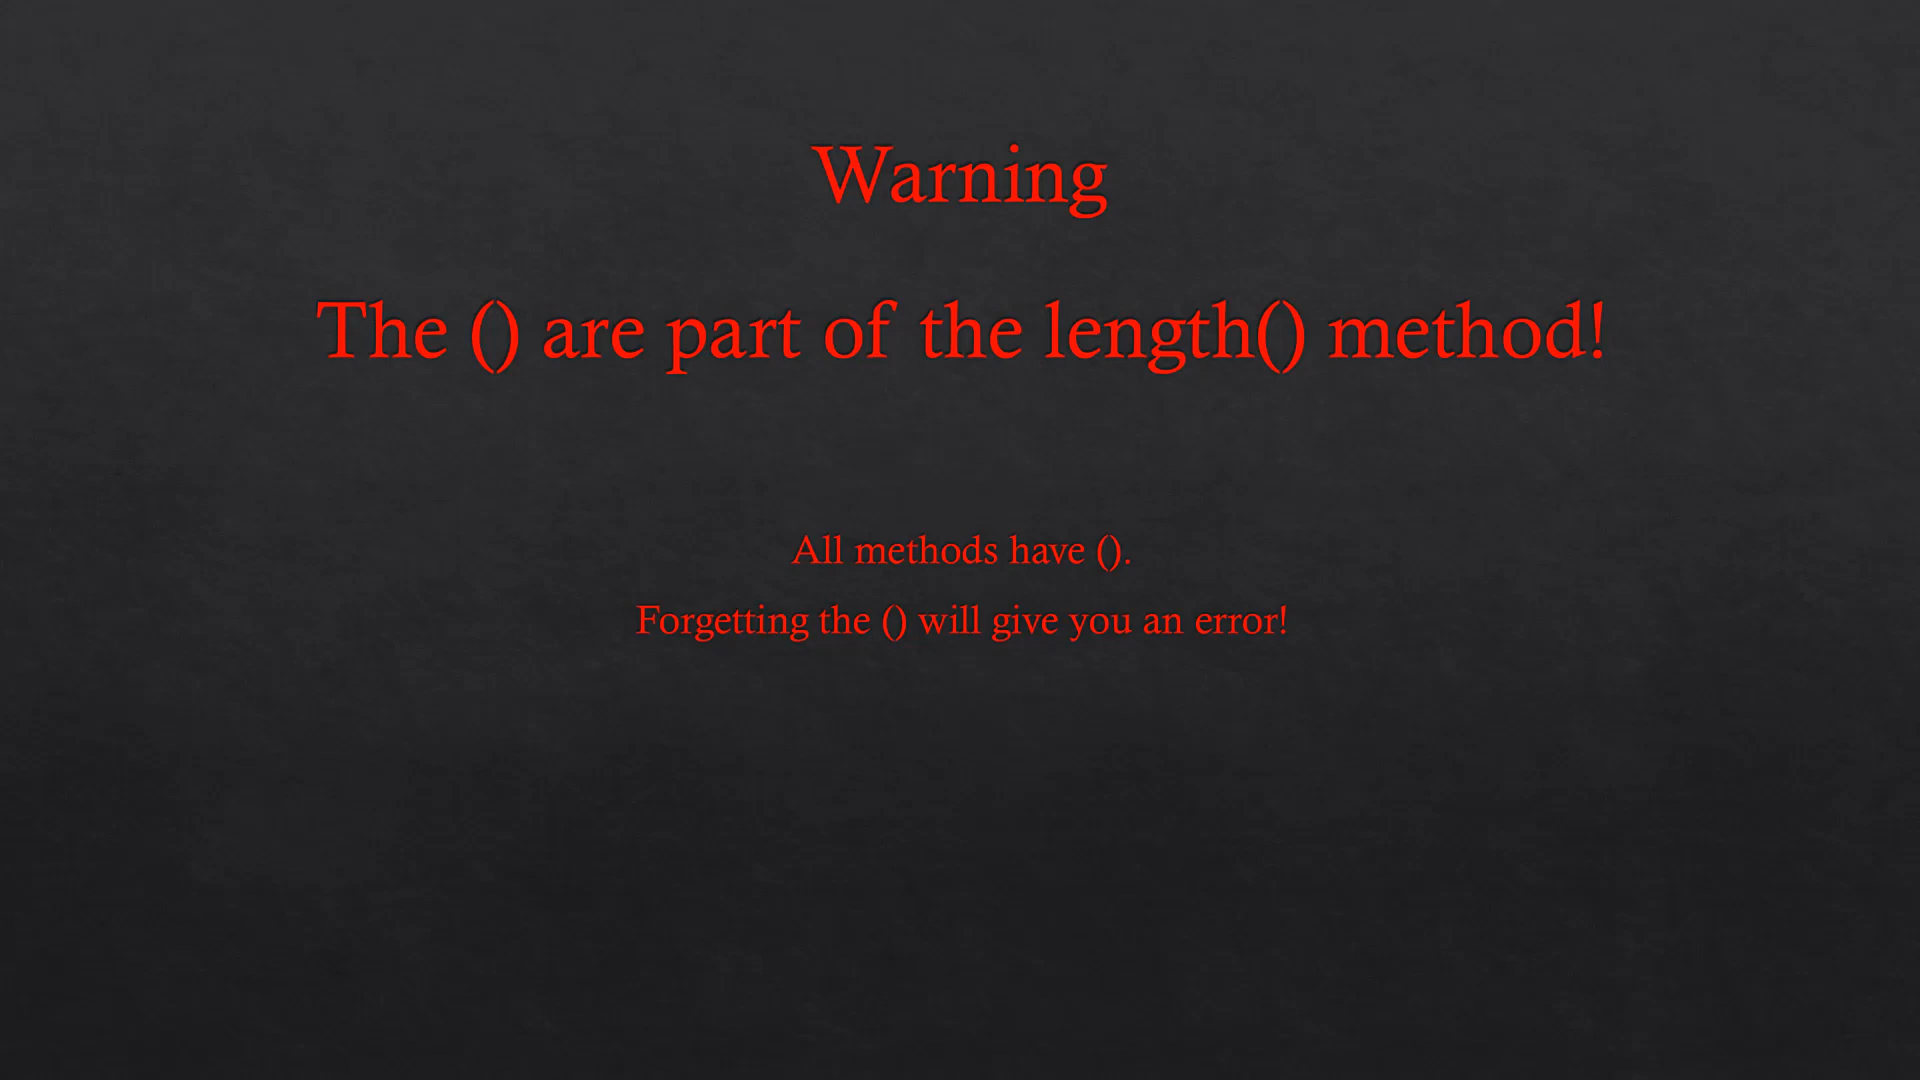 Warning
The () are part of the length() method!
All methods have ().
Forgetting the () will give you an error!